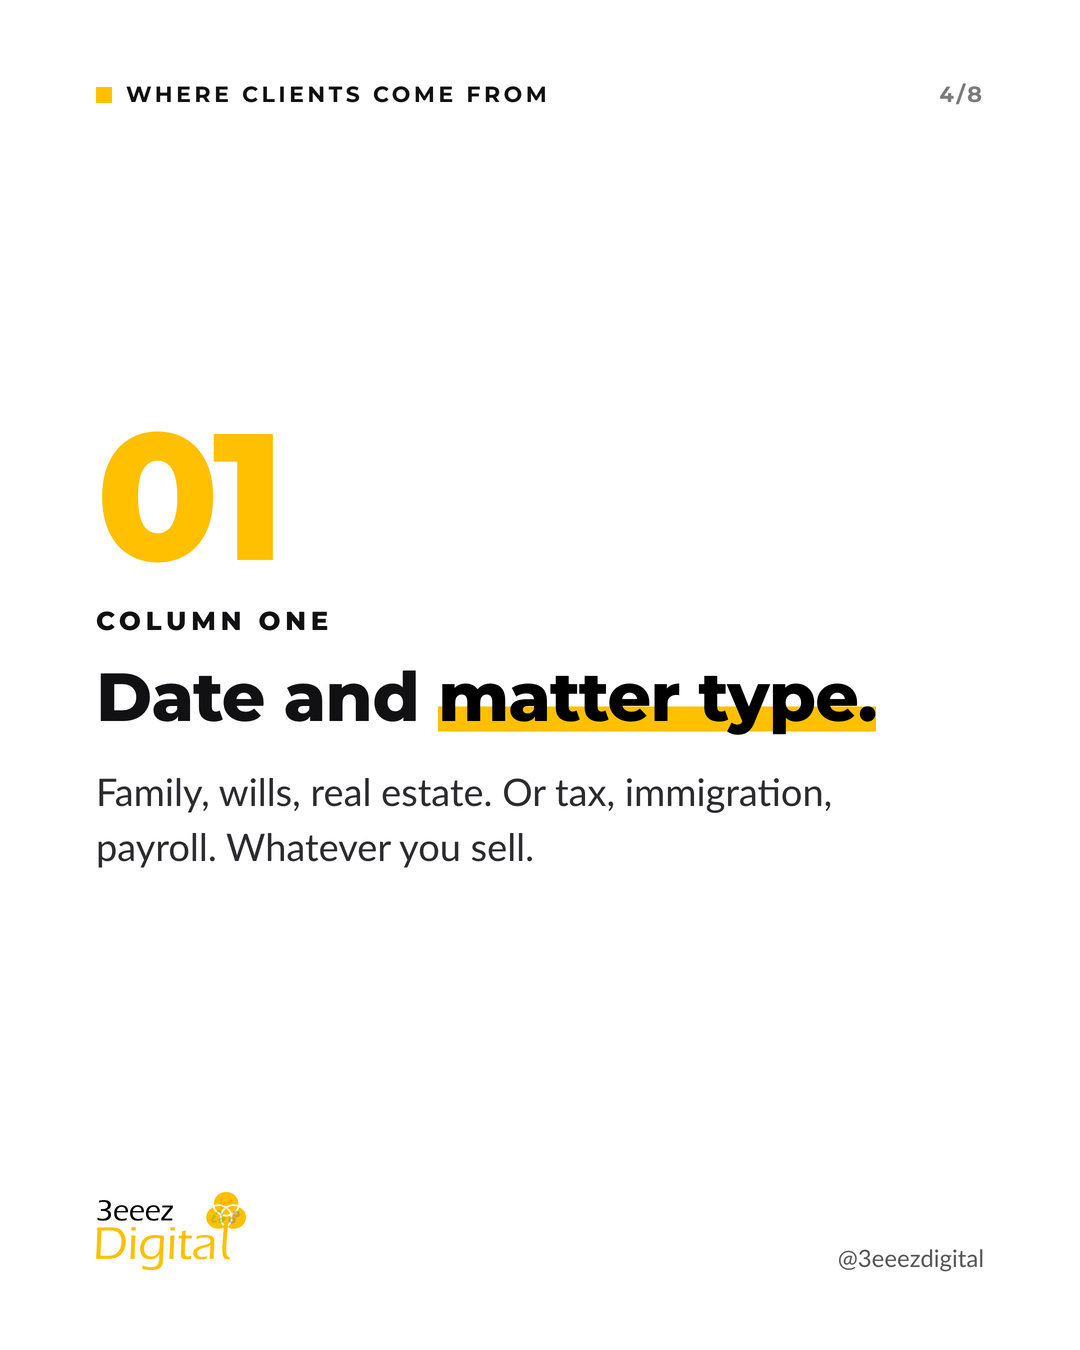 WHERE CLIENTS COME FROM
4/8
01
COLUMN ONE
Date and matter type.
Family, wills, real estate. Or tax, immigration,
payroll. Whatever you sell.
3eeez
Digital
@3eeezdigital